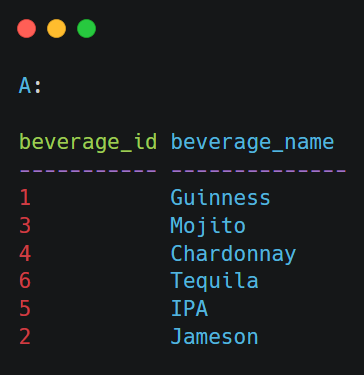 A:
beverage_id beverage_name
----------- --------------
1 Guinness
3 Mojito
4 Chardonnay
6 Tequila
5 IPA
2 Jameson